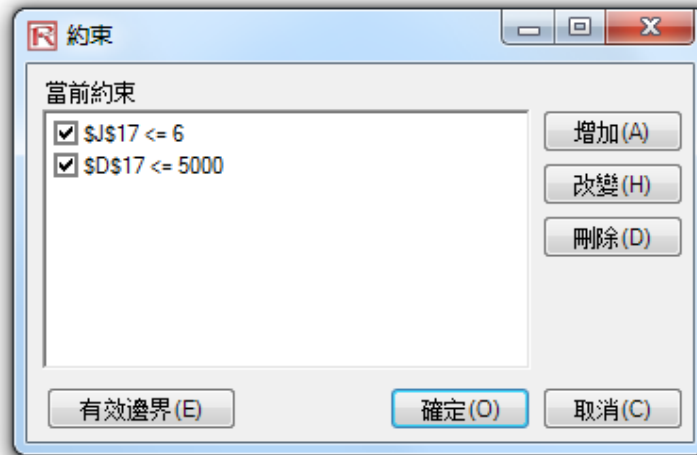 約束
當前約束
$J$17 <= 6
$D$17 <= 5000
增加(A)
改變(H)
刪除(D)
有效邊界(E)
確定(O)
取消(C)